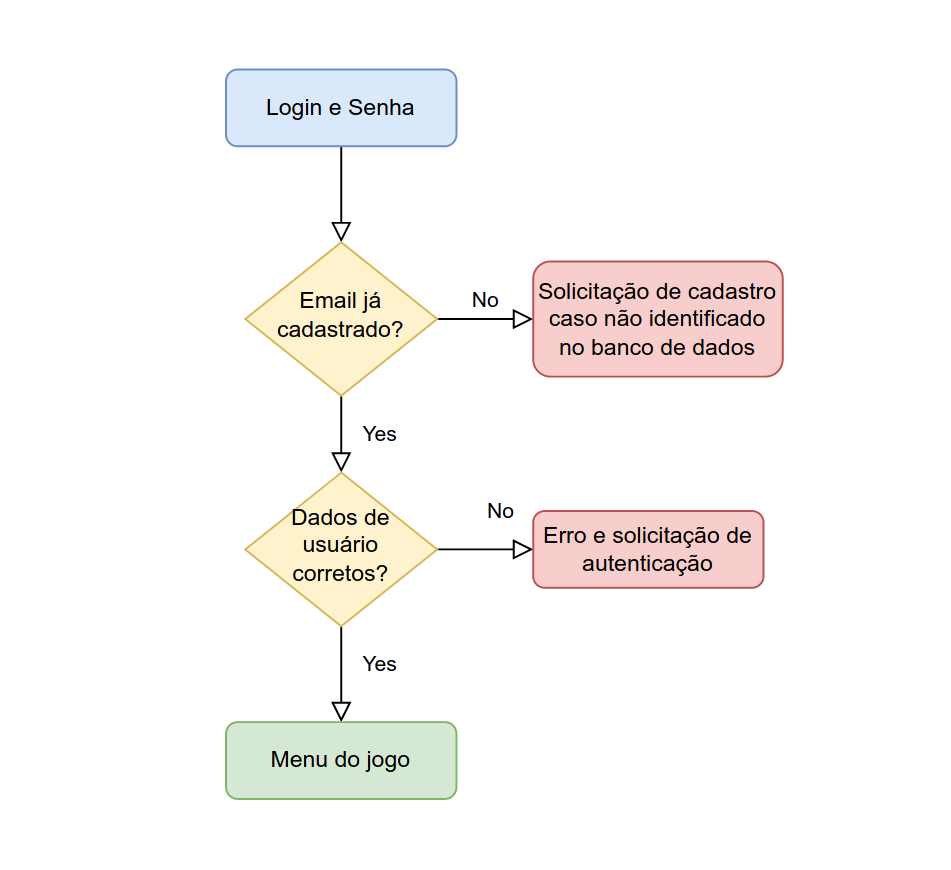 Login e Senha
Email já
cadastrado?
No
Solicitação de cadastro
caso não identificado
no banco de dados
Yes
Dados de
usuário
corretos?
No
Erro e solicitação de
autenticação
Yes
Menu do jogo